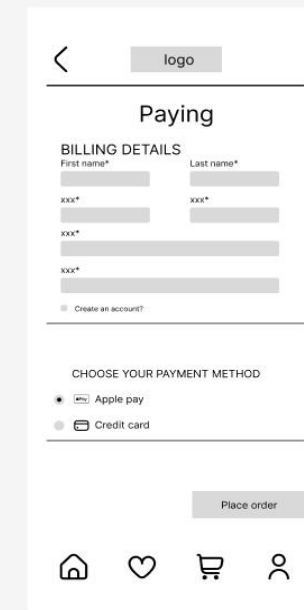 logo
Paying
BILLING DETAILS
First name* Last name*
xxx* xxx*
xxx*
xxx*
Create an account?
CHOOSE YOUR PAYMENT METHOD
Apple pay
Credit card
Place order